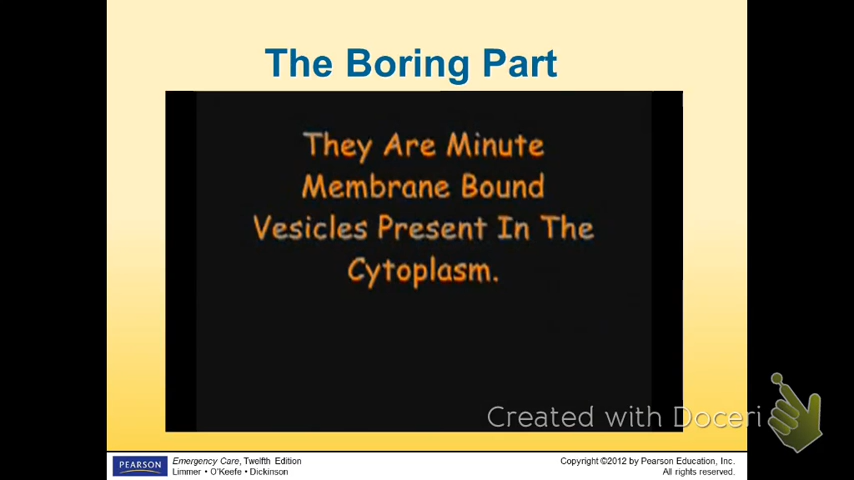 The Boring Part
They Are Minute
Membrane Bound
Vesicles Present In The
Cytoplasm.
Created with Doceri
PEARSON
Emergency Care, Twelfth Edition
Limmer • O'Keefe • Dickinson
Copyright ©2012 by Pearson Education, Inc.
All rights reserved.